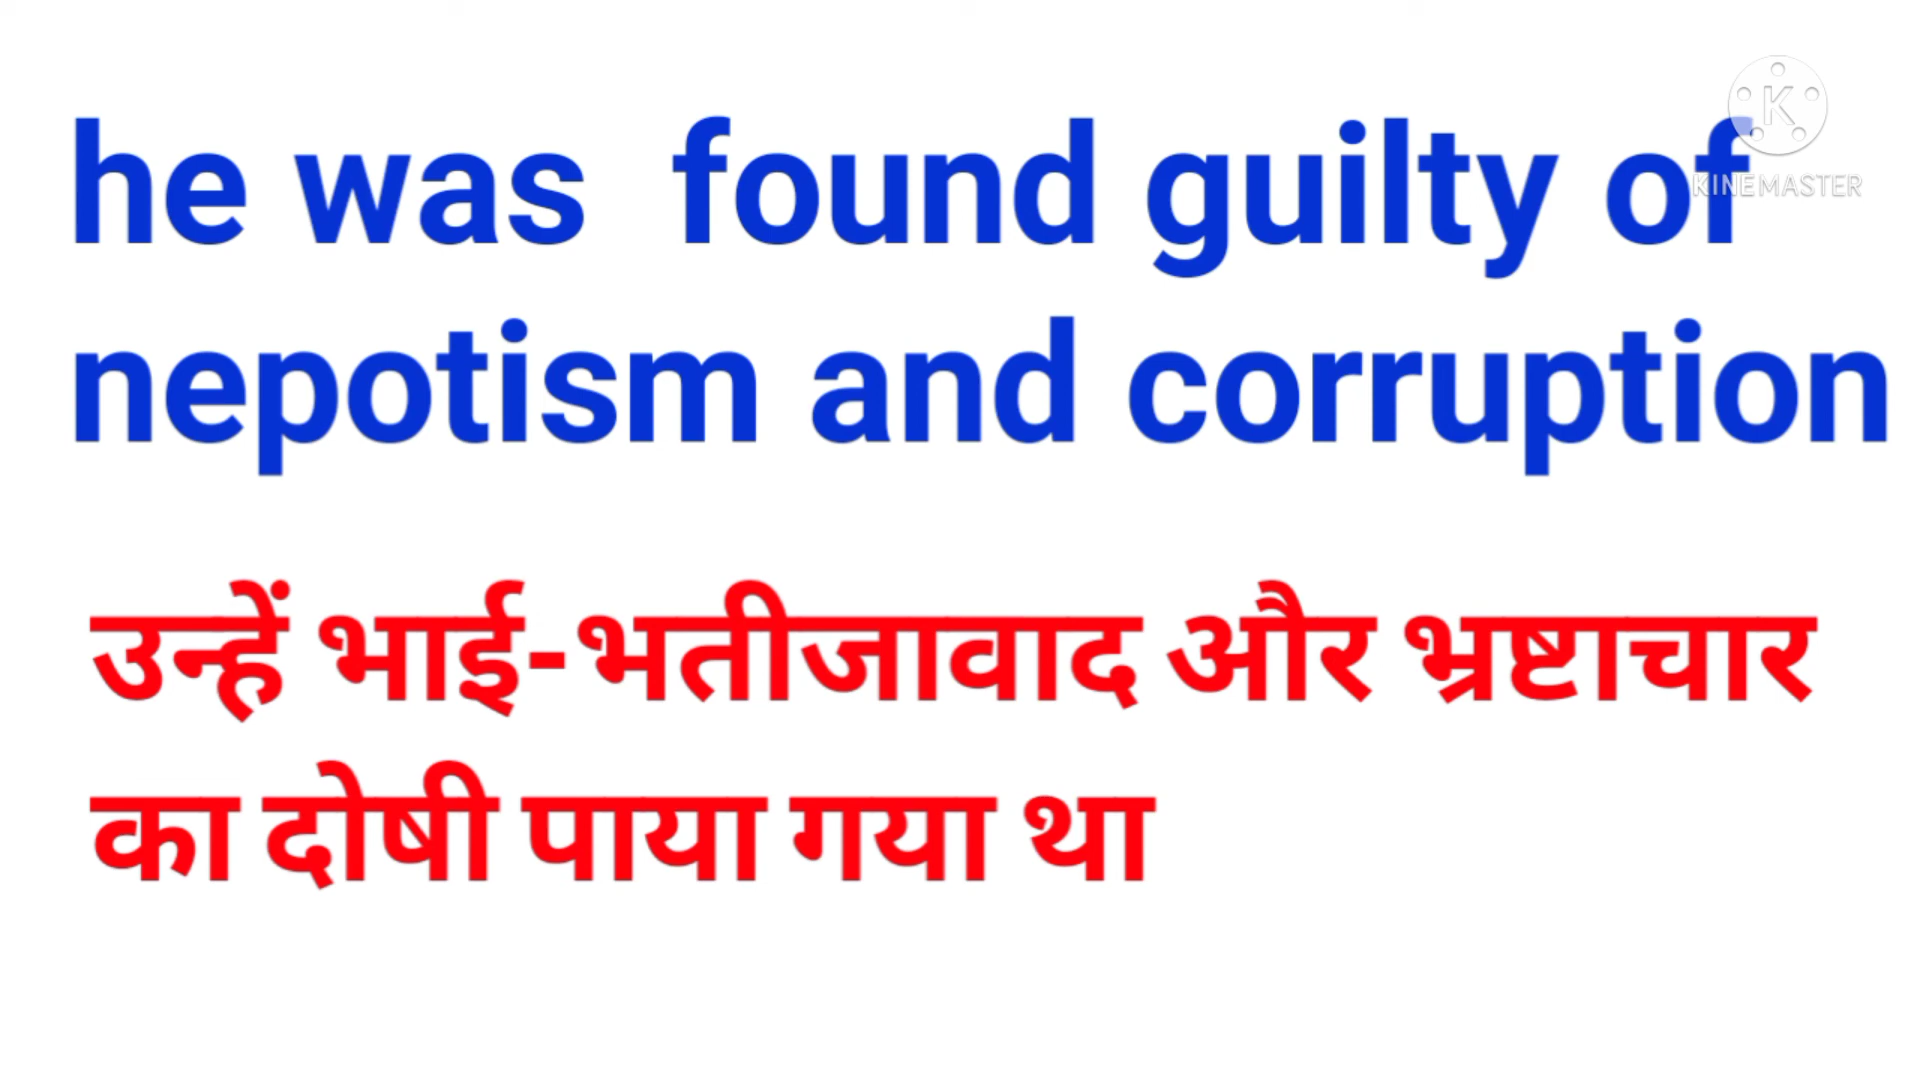 he was found guilty of
KINEMASTER
nepotism and corruption
उन्हें भाई-भतीजावाद और भ्रष्टाचार
का दोषी पाया गया था